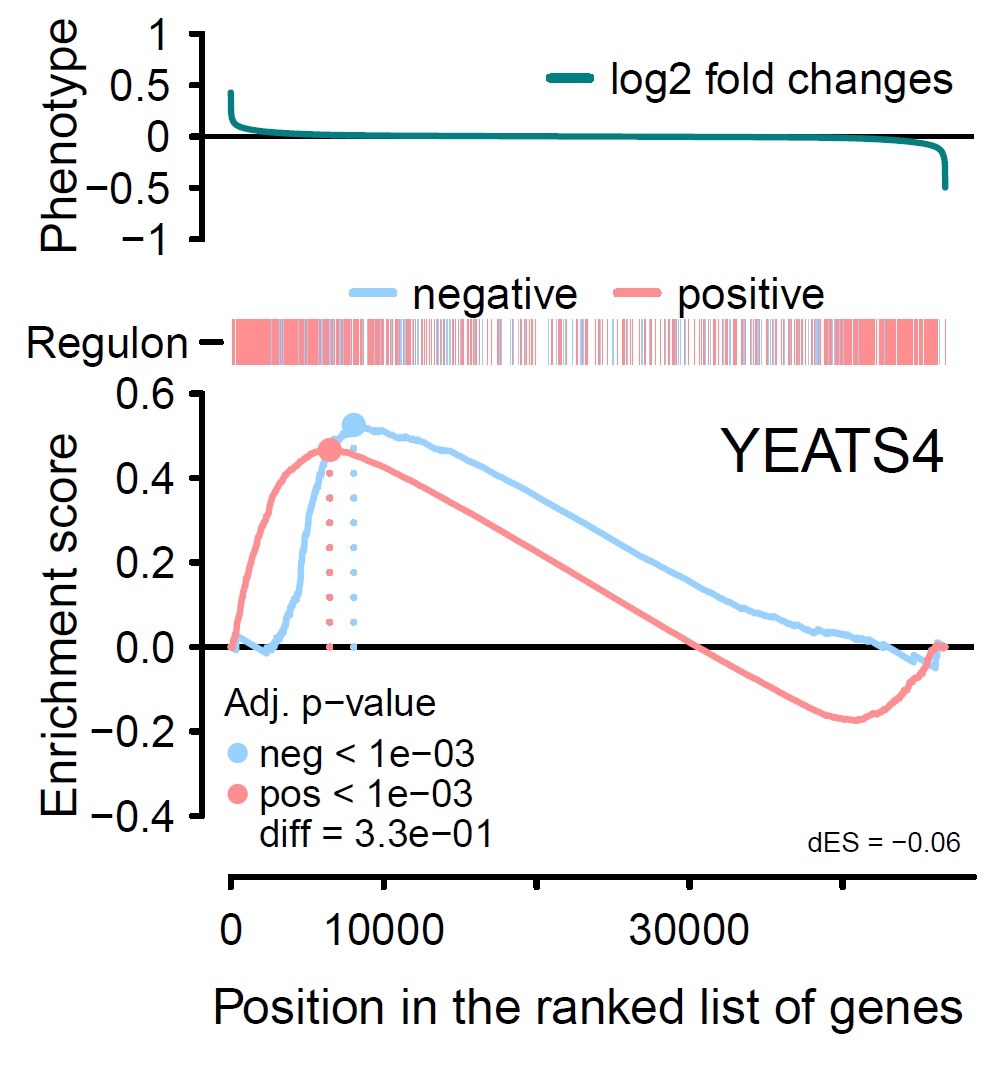 Phenotype
1
0.5
0
−0.5
−1
log2 fold changes
negative positive
Regulon
Enrichment score
0.6
0.4
0.2
0.0
−0.2
−0.4
YEATS4
Adj. p−value
neg < 1e−03
pos < 1e−03
diff = 3.3e−01
dES = −0.06
0 10000 30000
Position in the ranked list of genes